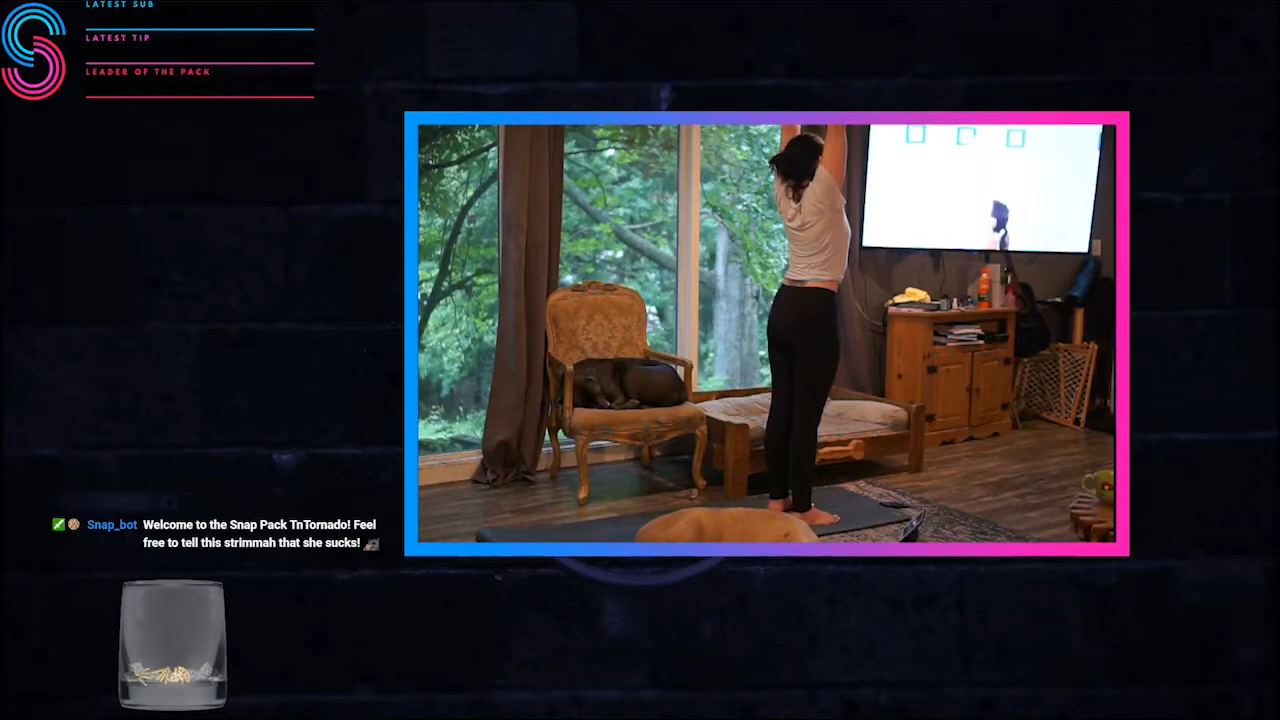 LATEST SUB
LATEST TIP
LEADER OF THE PACK
Snap_bot Welcome to the Snap Pack TnTornado! Feel
free to tell this strimmah that she sucks!